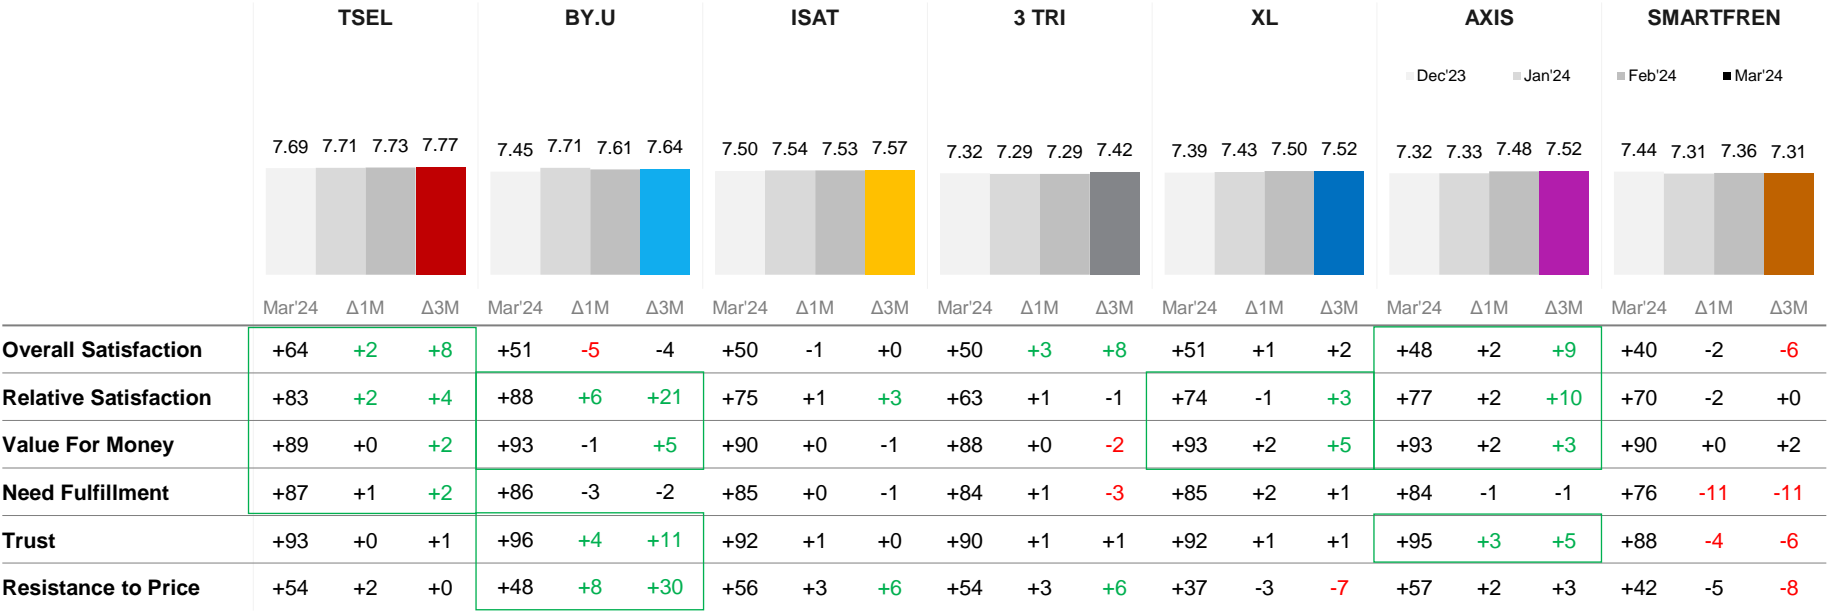 TSEL BY.U ISAT 3 TRI XL AXIS SMARTFREN
Dec'23 Jan'24 Feb'24 Mar'24
7.69 7.71 7.73 7.77 7.45 7.71 7.61 7.64 7.50 7.54 7.53 7.57 7.32 7.29 7.29 7.42 7.39 7.43 7.50 7.52 7.32 7.33 7.48 7.52 7.44 7.31 7.36 7.31
Mar'24 Δ1M Δ3M Mar'24 Δ1M Δ3M Mar'24 Δ1M Δ3M Mar'24 Δ1M Δ3M Mar'24 Δ1M Δ3M Mar'24 Δ1M Δ3M Mar'24 Δ1M Δ3M
Overall Satisfaction +64 +2 +8 +51 -5 -4 +50 -1 +0 +50 +3 +8 +51 +1 +2 +48 +2 +9 +40 -2 -6
Relative Satisfaction +83 +2 +4 +88 +6 +21 +75 +1 +3 +63 +1 -1 +74 -1 +3 +77 +2 +10 +70 -2 +0
Value For Money +89 +0 +2 +93 -1 +5 +90 +0 -1 +88 +0 -2 +93 +2 +5 +93 +2 +3 +90 +0 +2
Need Fulfillment +87 +1 +2 +86 -3 -2 +85 +0 -1 +84 +1 -3 +85 +2 +1 +84 -1 -1 +76 -11 -11
Trust +93 +0 +1 +96 +4 +11 +92 +1 +0 +90 +1 +1 +92 +1 +1 +95 +3 +5 +88 -4 -6
Resistance to Price +54 +2 +0 +48 +8 +30 +56 +3 +6 +54 +3 +6 +37 -3 -7 +57 +2 +3 +42 -5 -8